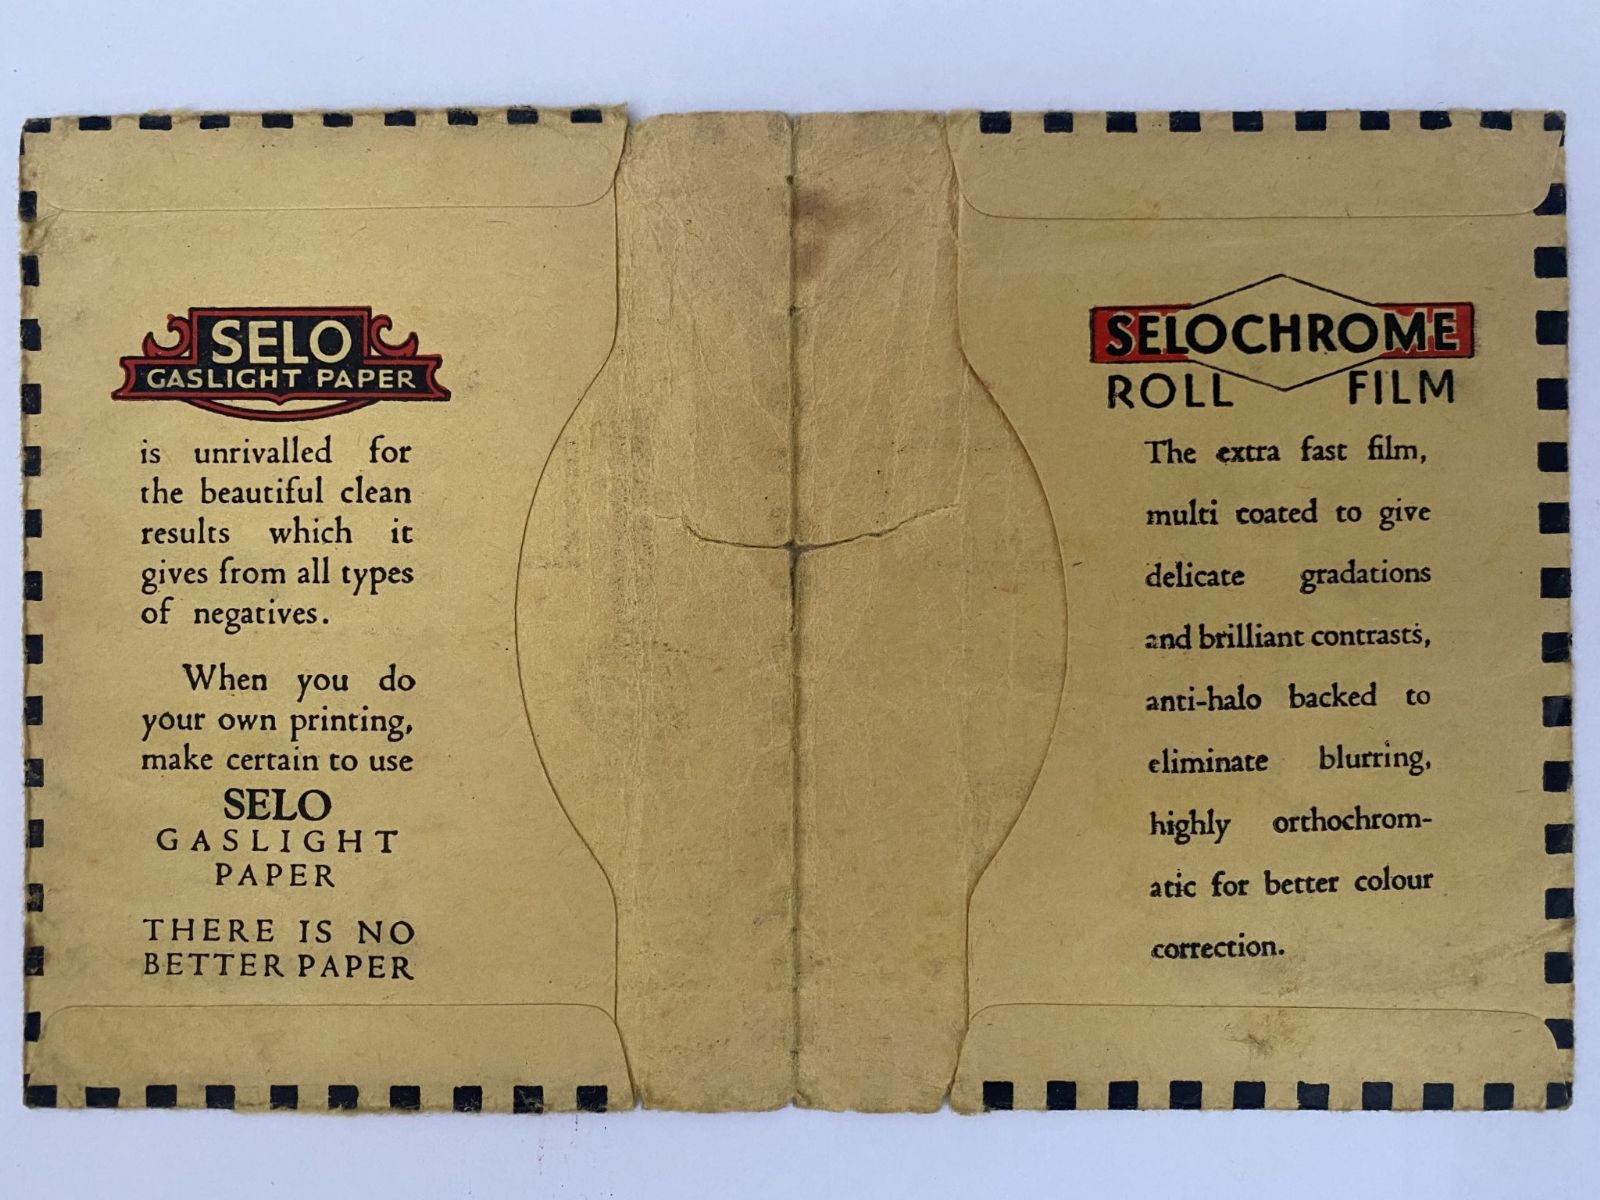 SELO
GASLIGHT PAPER
is unrivalled for
the beautiful clean
results which it
gives from all types
of negatives.
When you do
your own printing,
make certain to use
SELO
GASLIGHT
PAPER
THERE IS NO
BETTER PAPER
SELOCHROME
ROLL FILM
The extra fast film,
multi coated to give
delicate gradations
and brilliant contrasts,
anti-halo backed to
eliminate blurring,
highly orthochrom-
atic for better colour
correction.